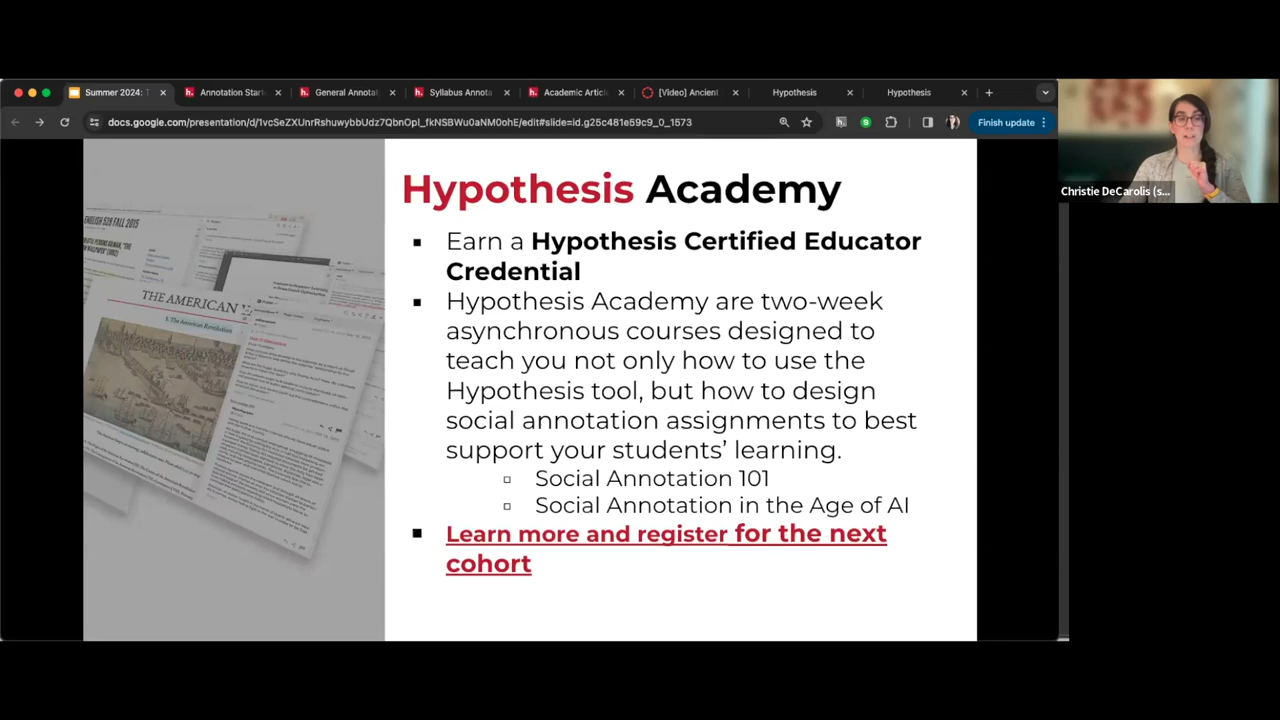 Summer 2024: T
Annotation Start
General Annotat
Syllabus Annota
Academic Artic
[Video] Ancient
Hypothesis
Hypothesis
docs.google.com/presentation/d/1vcSeZXUnrRshuwybbUdz7QbnOpI_fkNSBWu0aNM0ohE/edit#slide=id.g25c481e59c9_0_1573
Finish update
Christie DeCarolis (s...
ENGLISH 529 FALL 2015
THE AMERICAN
Hypothesis Academy
Earn a Hypothesis Certified Educator
Credential
Hypothesis Academy are two-week
asynchronous courses designed to
teach you not only how to use the
Hypothesis tool, but how to design
social annotation assignments to best
support your students’ learning.
Social Annotation 101
Social Annotation in the Age of AI
Learn more and register for the next
cohort